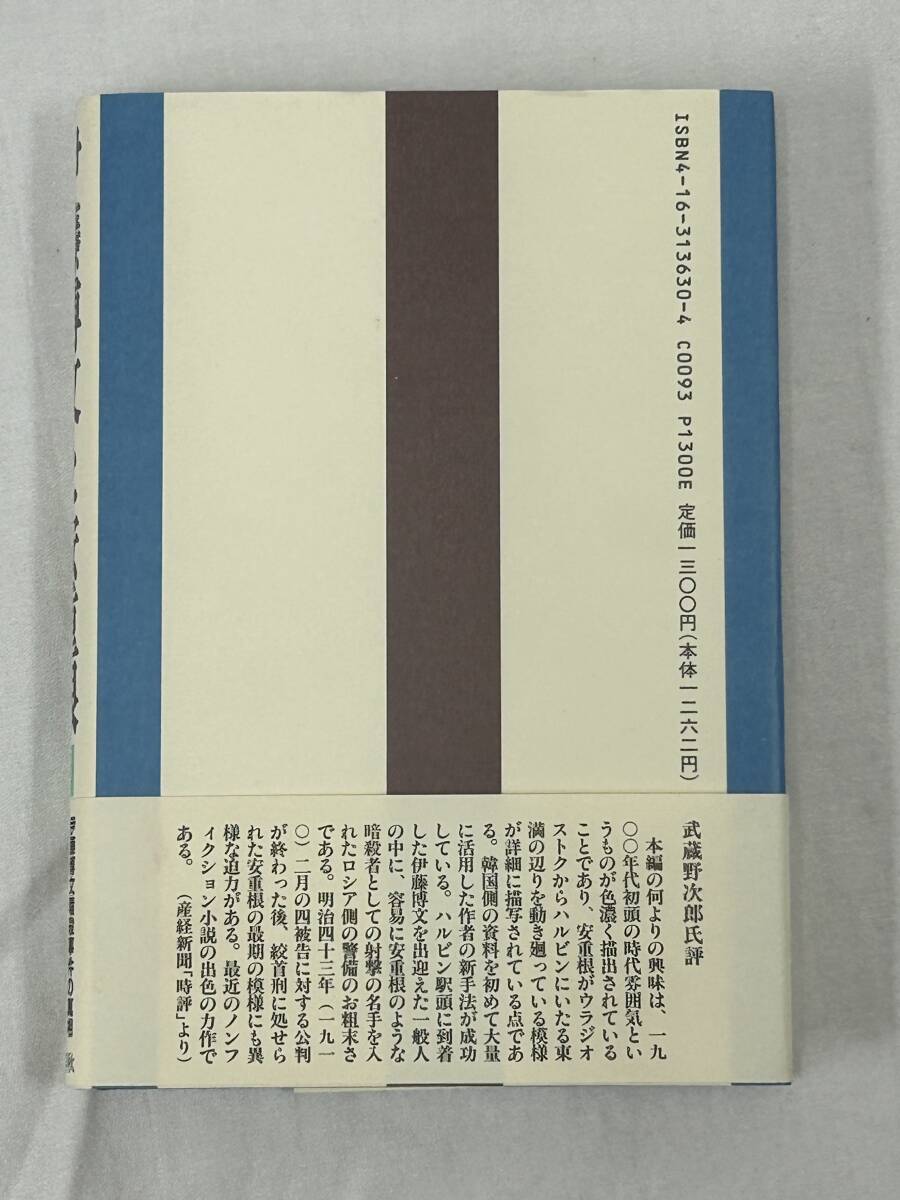 ISBN4-16-313630-4 C0093 P1300E 定価一三〇〇円(本体一二六二円)
武蔵野次郎氏評
本編の何よりの興味は、一九
〇〇年代初頭の時代雰囲気とい
うものが色濃く描出されている
ことであり、安重根がウラジオ
ストクからハルビンにいたる東
満の辺りを動き廻っている模様
が詳細に描写されている点であ
る。韓国側の資料を初めて大量
に活用した作者の新手法が成功
している。ハルビン駅頭に到着
した伊藤博文を出迎えた一般人
の中に、容易に安重根のような
暗殺者としての射撃の名手を入
れたロシア側の警備のお粗末さ
である。明治四十三年(一九一
〇)二月の四被告に対する公判
が終わった後、絞首刑に処せら
れた安重根の最期の模様にも異
様な迫力がある。最近のノンフ
ィクション小説の出色の力作で
ある。 (産経新聞「時評」より)